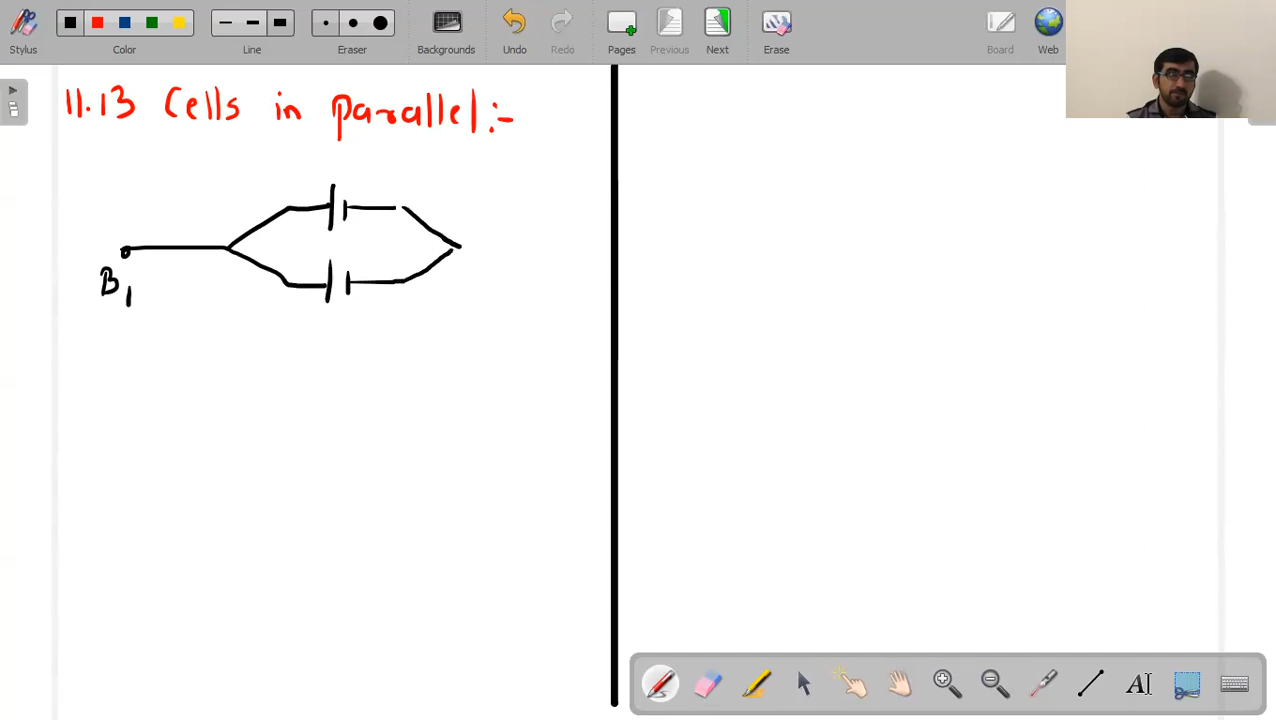 Stylus Color Line Eraser Backgrounds Undo Redo Pages Previous Next Erase Board Web
11.13 Cells in parallel :-
B1